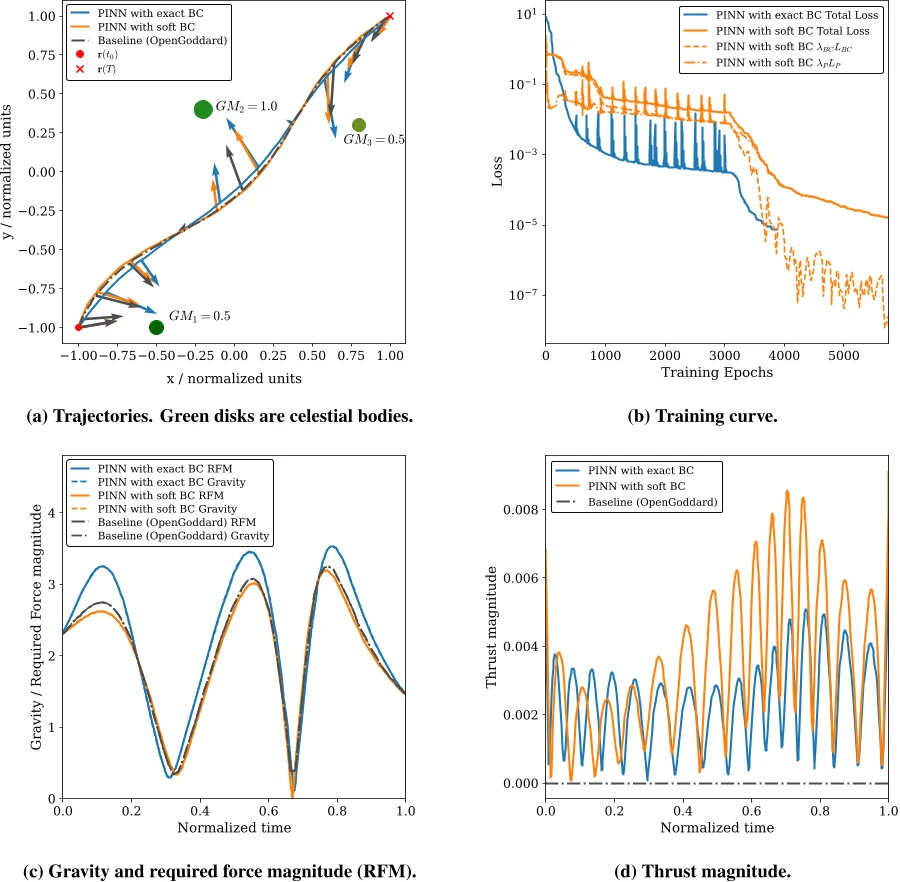 PINN with exact BC
PINN with soft BC
Baseline (OpenGoddard)
r(t₀)
r(T)
GM₂ = 1.0
GM₃ = 0.5
GM₁ = 0.5
1.00
0.75
0.50
0.25
0.00
−0.25
−0.50
−0.75
−1.00
y / normalized units
−1.00 −0.75 −0.50 −0.25 0.00 0.25 0.50 0.75 1.00
x / normalized units
(a) Trajectories. Green disks are celestial bodies.
PINN with exact BC Total Loss
PINN with soft BC Total Loss
PINN with soft BC λ_BC L_BC
PINN with soft BC λ_P L_P
10¹
10⁻¹
10⁻³
10⁻⁵
10⁻⁷
Loss
0 1000 2000 3000 4000 5000
Training Epochs
(b) Training curve.
PINN with exact BC RFM
PINN with exact BC Gravity
PINN with soft BC RFM
PINN with soft BC Gravity
Baseline (OpenGoddard) RFM
Baseline (OpenGoddard) Gravity
4
3
2
1
0
Gravity / Required Force magnitude
0.0 0.2 0.4 0.6 0.8 1.0
Normalized time
(c) Gravity and required force magnitude (RFM).
PINN with exact BC
PINN with soft BC
Baseline (OpenGoddard)
0.008
0.006
0.004
0.002
0.000
Thrust magnitude
0.0 0.2 0.4 0.6 0.8 1.0
Normalized time
(d) Thrust magnitude.